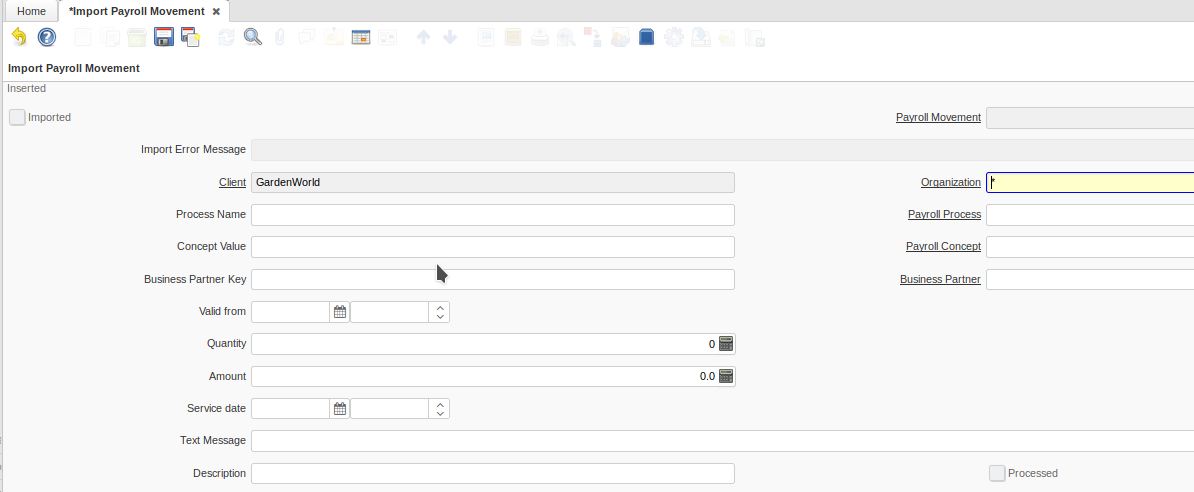 Home *Import Payroll Movement
Import Payroll Movement
Inserted
Imported Payroll Movement
Import Error Message
Client GardenWorld Organization *
Process Name Payroll Process
Concept Value Payroll Concept
Business Partner Key Business Partner
Valid from
Quantity 0
Amount 0.0
Service date
Text Message
Description Processed